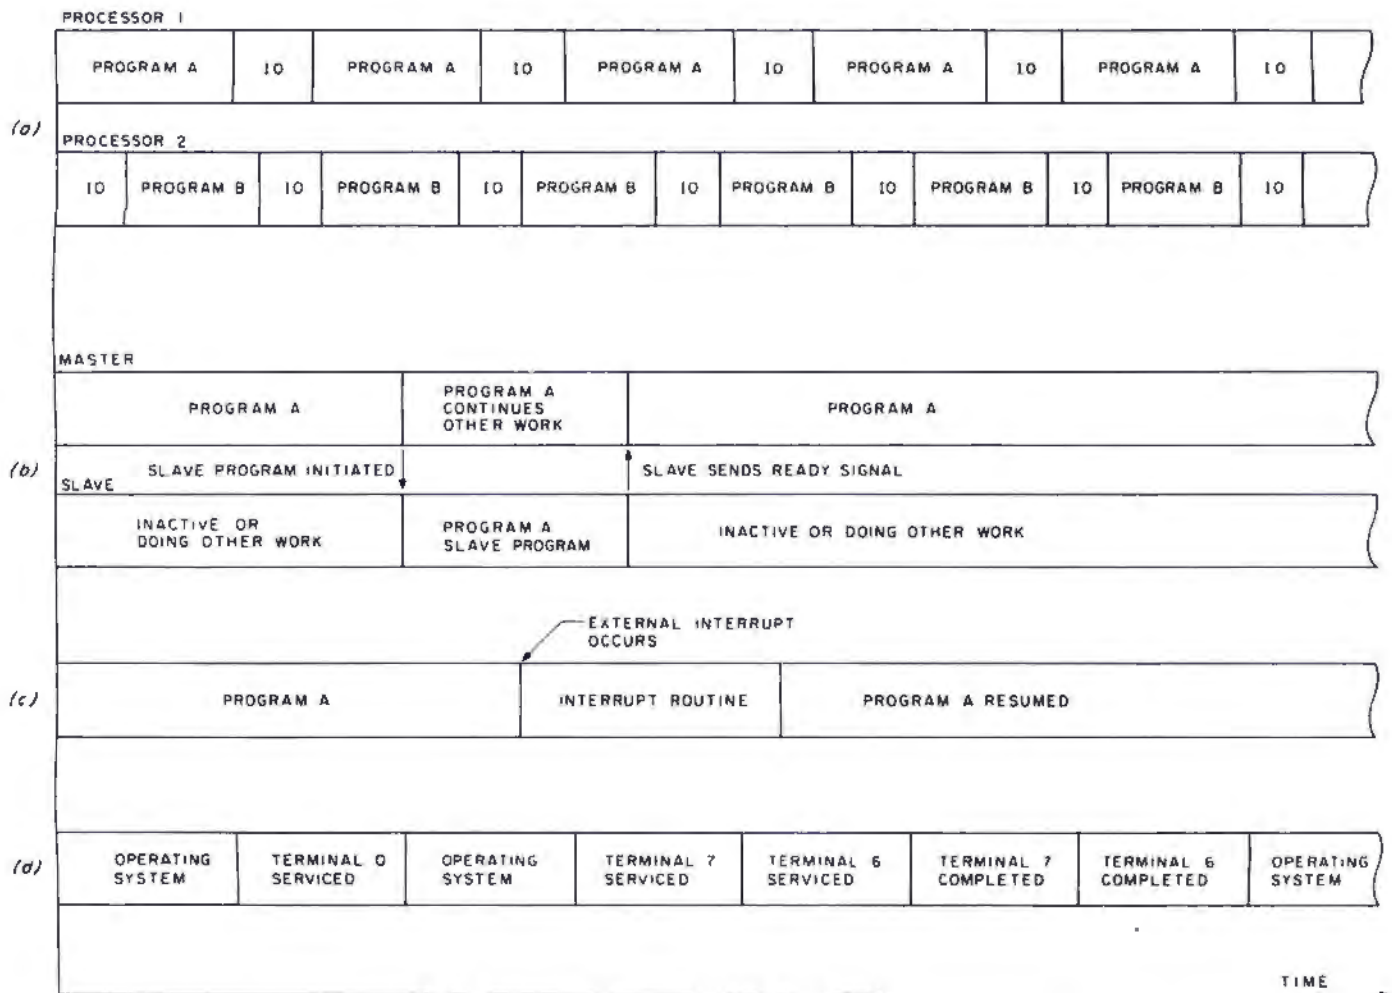 PROCESSOR 1
PROGRAM A IO PROGRAM A IO PROGRAM A IO PROGRAM A IO PROGRAM A IO
(a)
PROCESSOR 2
IO PROGRAM B IO PROGRAM B IO PROGRAM B IO PROGRAM B IO PROGRAM B IO PROGRAM B IO
MASTER
PROGRAM A
PROGRAM A
CONTINUES
OTHER WORK
PROGRAM A
(b)
SLAVE PROGRAM INITIATED
SLAVE SENDS READY SIGNAL
SLAVE
INACTIVE OR
DOING OTHER WORK
PROGRAM A
SLAVE PROGRAM
INACTIVE OR DOING OTHER WORK
EXTERNAL INTERRUPT
OCCURS
(c)
PROGRAM A
INTERRUPT ROUTINE
PROGRAM A RESUMED
(d)
OPERATING
SYSTEM
TERMINAL 0
SERVICED
OPERATING
SYSTEM
TERMINAL 7
SERVICED
TERMINAL 6
SERVICED
TERMINAL 7
COMPLETED
TERMINAL 6
COMPLETED
OPERATING
SYSTEM
TIME